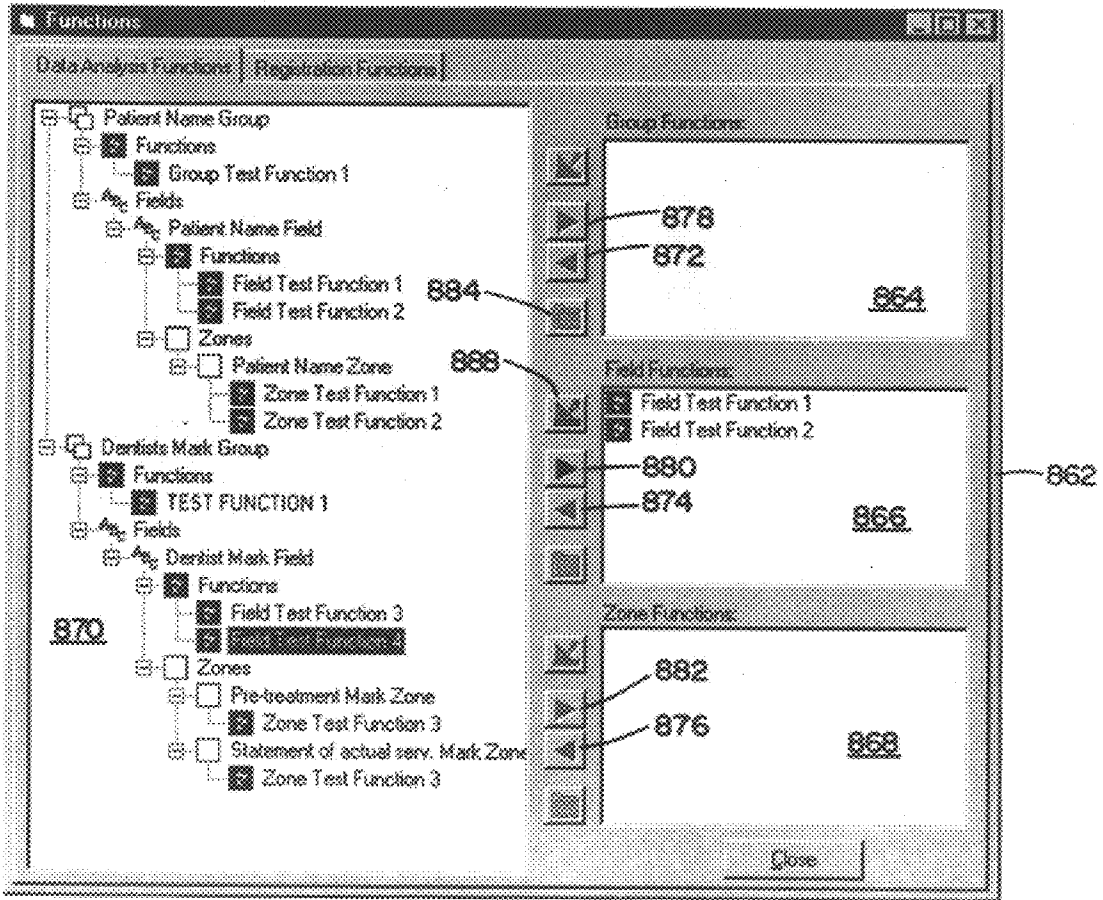 Functions
Data Analysis Functions Registration Functions
Patient Name Group
Functions
Group Test Function 1
Fields
Patient Name Field
Functions
Field Test Function 1
Field Test Function 2
Zones
Patient Name Zone
Zone Test Function 1
Zone Test Function 2
Dentists Mark Group
Functions
TEST FUNCTION 1
Fields
Dentist Mark Field
Functions
Field Test Function 3
Field Test Function 4
Zones
Pre-treatment Mark Zone
Zone Test Function 3
Statement of actual serv. Mark Zone
Zone Test Function 3
870
884
888
Group Functions:
878
872
864
Field Functions:
Field Test Function 1
Field Test Function 2
880
874
866
862
Zone Functions:
882
876
868
Close